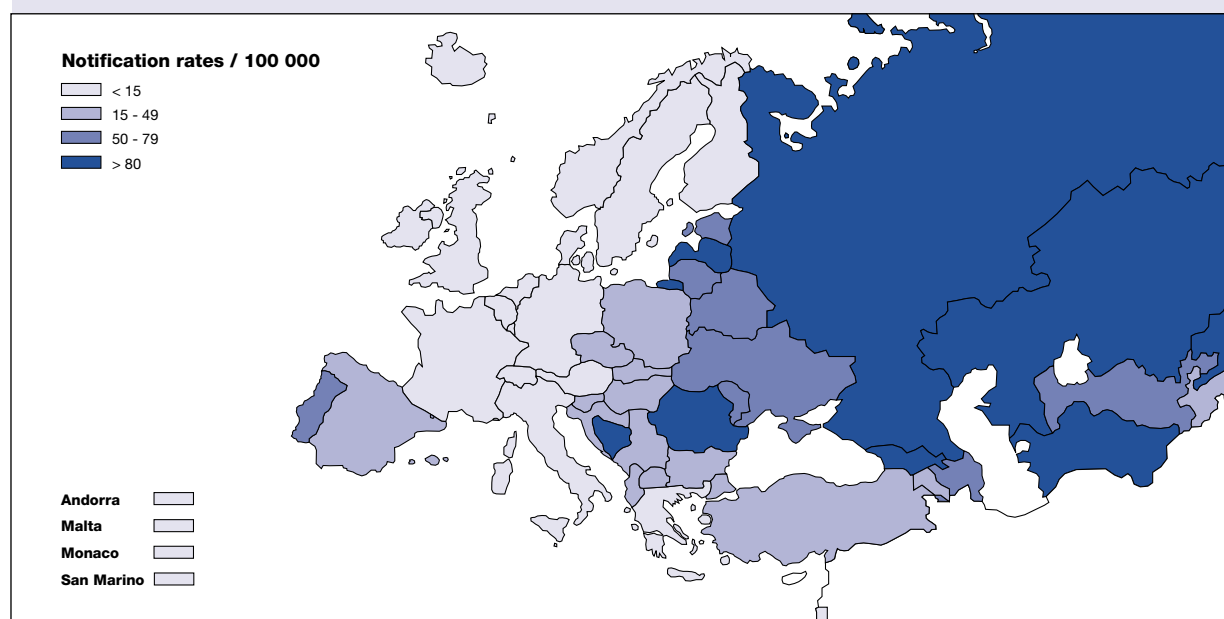 Notification rates / 100 000
< 15
15 - 49
50 - 79
> 80
Andorra
Malta
Monaco
San Marino